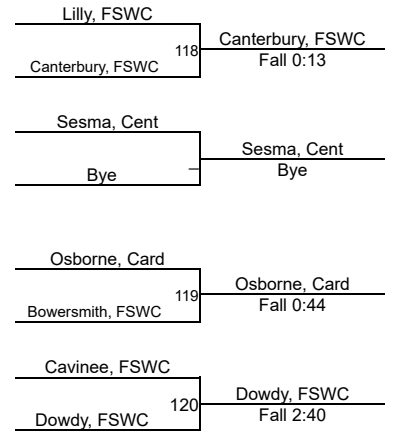 Lilly, FSWC
118
Canterbury, FSWC
Canterbury, FSWC
Fall 0:13
Sesma, Cent
Bye
Sesma, Cent
Bye
Osborne, Card
119
Bowersmith, FSWC
Osborne, Card
Fall 0:44
Cavinee, FSWC
120
Dowdy, FSWC
Dowdy, FSWC
Fall 2:40